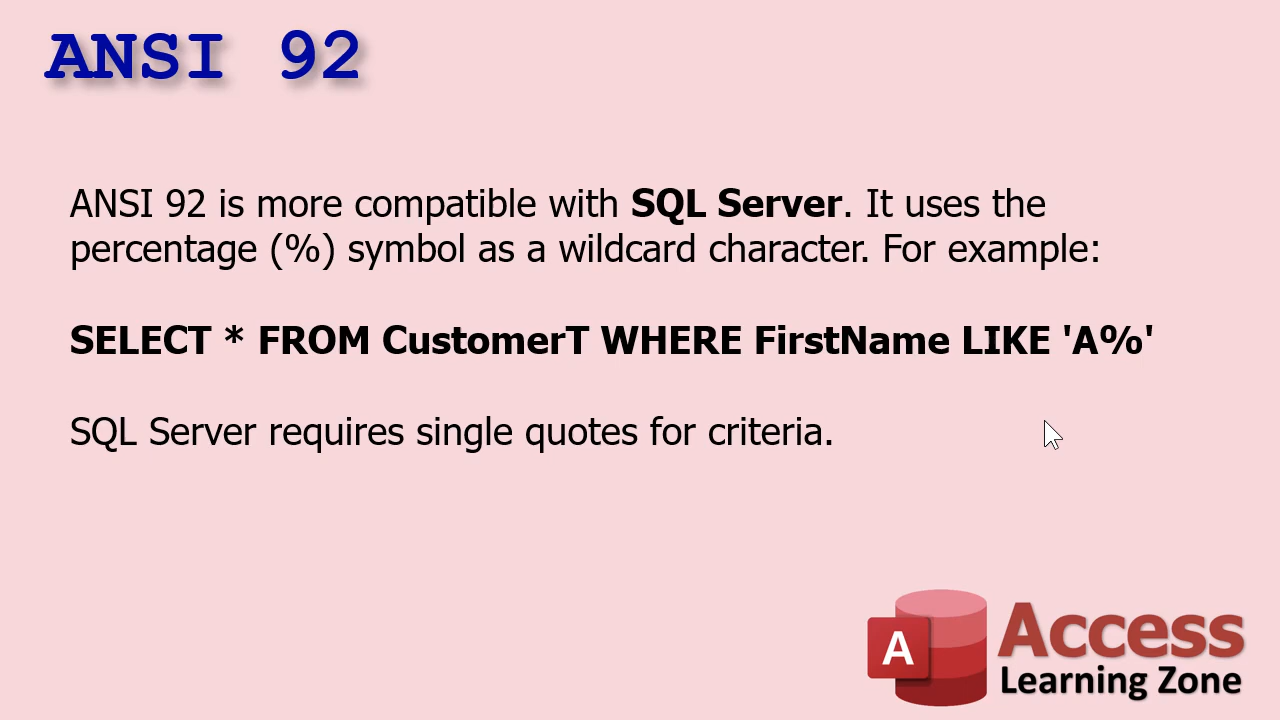 ANSI 92
ANSI 92 is more compatible with SQL Server. It uses the
percentage (%) symbol as a wildcard character. For example:
SELECT * FROM CustomerT WHERE FirstName LIKE 'A%'
SQL Server requires single quotes for criteria.
A
Access
Learning Zone